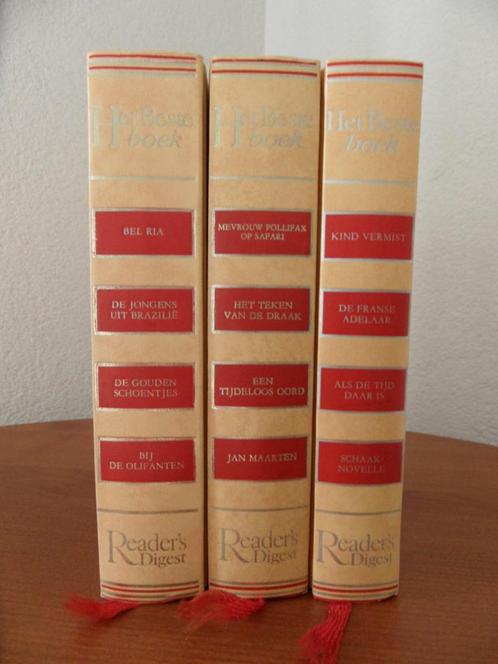 Het Beste
boek
BEL RIA
DE JONGENS
UIT BRAZILIË
DE GOUDEN
SCHOENTJES
BIJ
DE OLIFANTEN
Reader's
Digest
Het Beste
boek
MEVROUW POLLIFAX
OP SAFARI
HET TEKEN
VAN DE DRAAK
EEN
TIJDELOOS OORD
JAN MAARTEN
Reader's
Digest
Het Beste
boek
KIND VERMIST
DE FRANSE
ADELAAR
ALS DE TIJD
DAAR IS
SCHAAK-
NOVELLE
Reader's
Digest